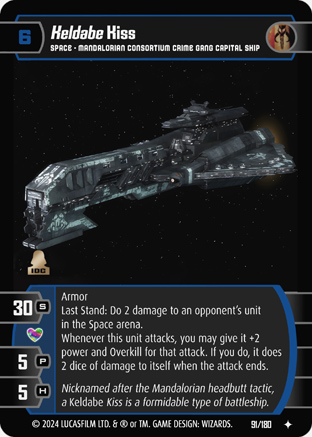 6
Keldabe Kiss
SPACE - MANDALORIAN CONSORTIUM CRIME GANG CAPITAL SHIP
IDC
30 S
Armor
Last Stand: Do 2 damage to an opponent's unit
in the Space arena.
Whenever this unit attacks, you may give it +2
power and Overkill for that attack. If you do, it does
2 dice of damage to itself when the attack ends.
5 P
5 H
Nicknamed after the Mandalorian headbutt tactic,
a Keldabe Kiss is a formidable type of battleship.
© 2024 LUCASFILM LTD. & ® or TM. GAME DESIGN: WIZARDS.
91/180